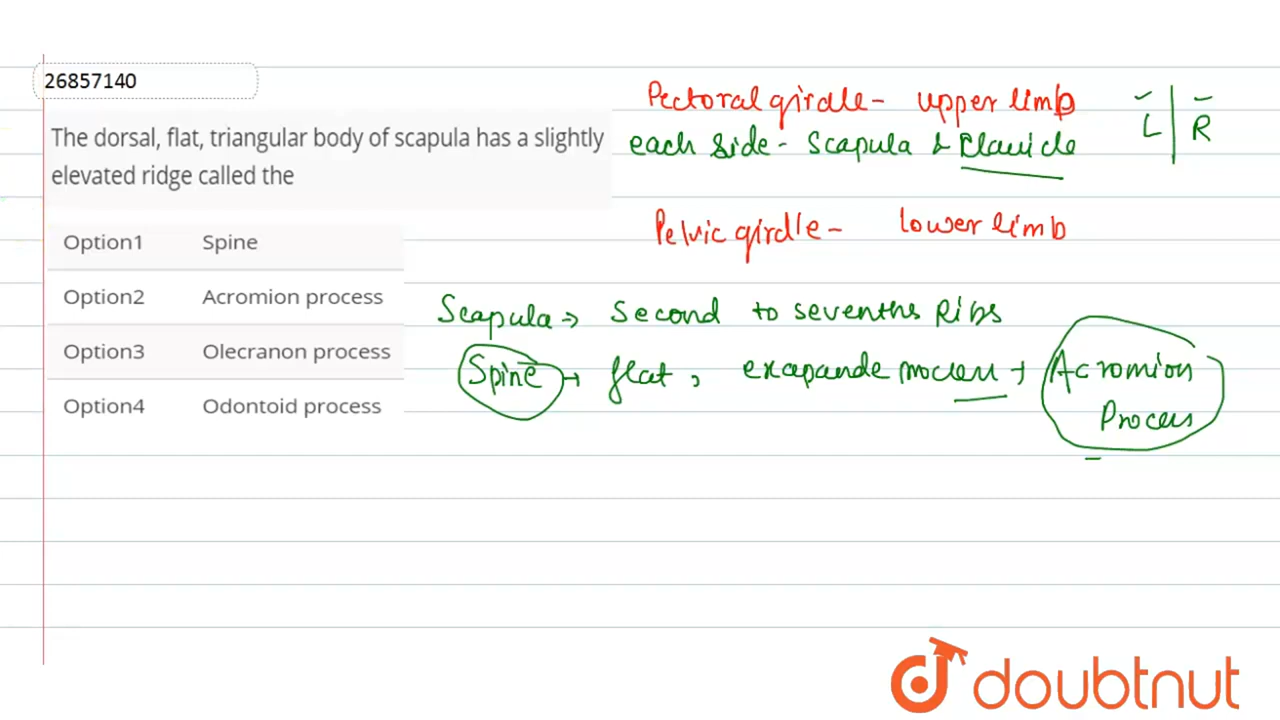 26857140
The dorsal, flat, triangular body of scapula has a slightly
elevated ridge called the
Option1 Spine
Option2 Acromion process
Option3 Olecranon process
Option4 Odontoid process
Pectoral girdle - upper limb
L R
each side - Scapula & Clavicle
Pelvic girdle - lower limb
Scapula → Second to sevenths Ribs
Spine → flat, exapande
Acromion
Process
doubtnut